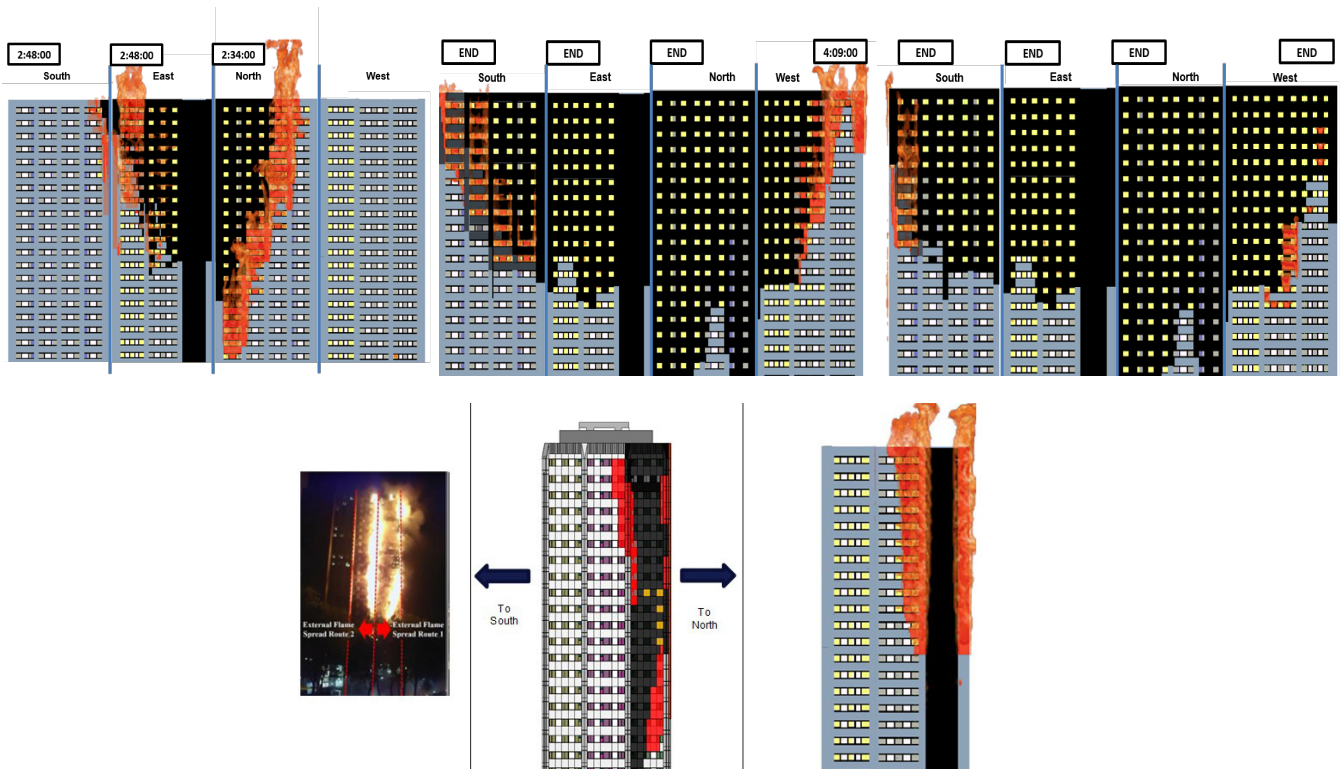 2:48:00
2:48:00
2:34:00
South
East
North
West
END
END
END
4:09:00
South
East
North
West
END
END
END
END
South
East
North
West
To
South
To
North
External Flame
Spread Route 2
External Flame
Spread Route 1